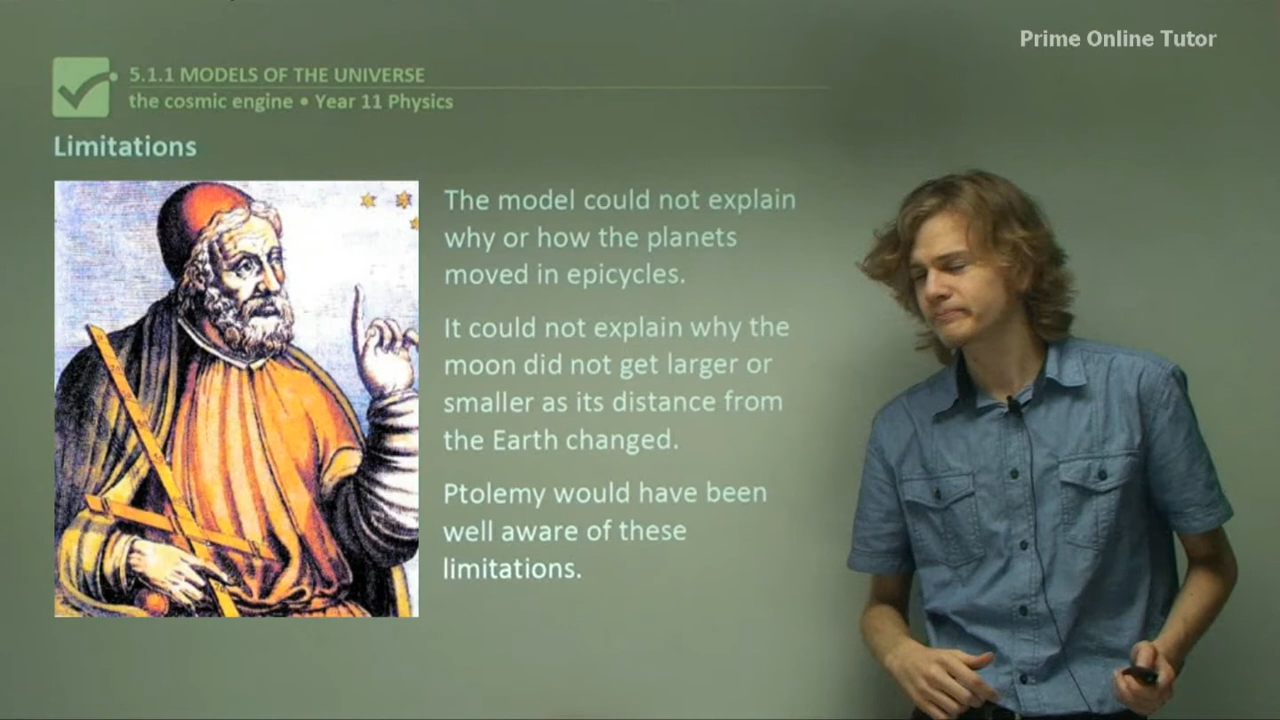 Prime Online Tutor
5.1.1 MODELS OF THE UNIVERSE
the cosmic engine • Year 11 Physics
Limitations
The model could not explain
why or how the planets
moved in epicycles.
It could not explain why the
moon did not get larger or
smaller as its distance from
the Earth changed.
Ptolemy would have been
well aware of these
limitations.